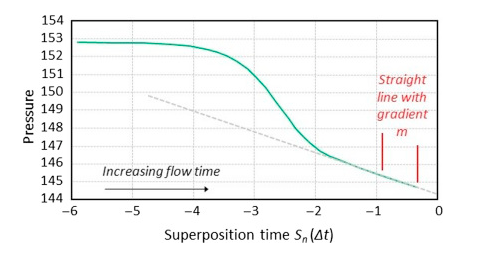 154
153
152
151
150
149
148
147
146
145
144
Pressure
Straight
line with
gradient
m
Increasing flow time
−6
−5
−4
−3
−2
−1
0
Superposition time Sn (Δt)